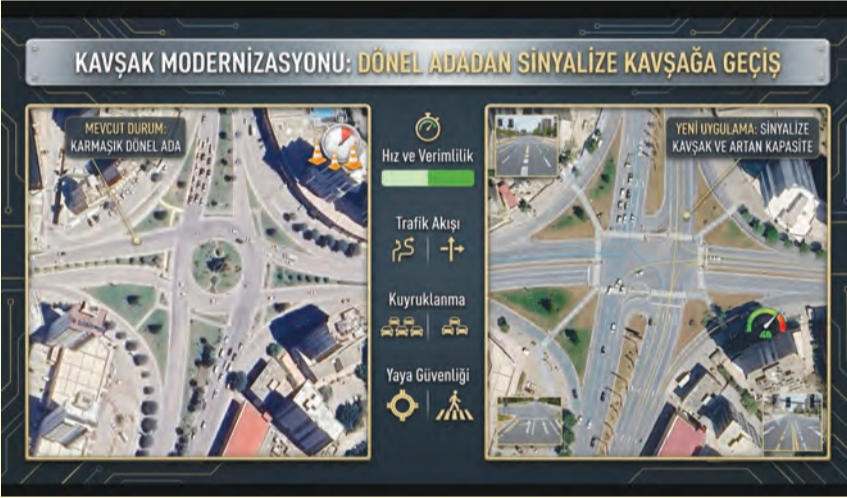 KAVŞAK MODERNİZASYONU: DÖNEL ADADAN SİNYALİZE KAVŞAĞA GEÇİŞ
MEVCUT DURUM:
KARMAŞIK DÖNEL ADA
Hız ve Verimlilik
Trafik Akışı
Kuyruklanma
Yaya Güvenliği
YENİ UYGULAMA: SİNYALİZE
KAVŞAK VE ARTAN KAPASİTE